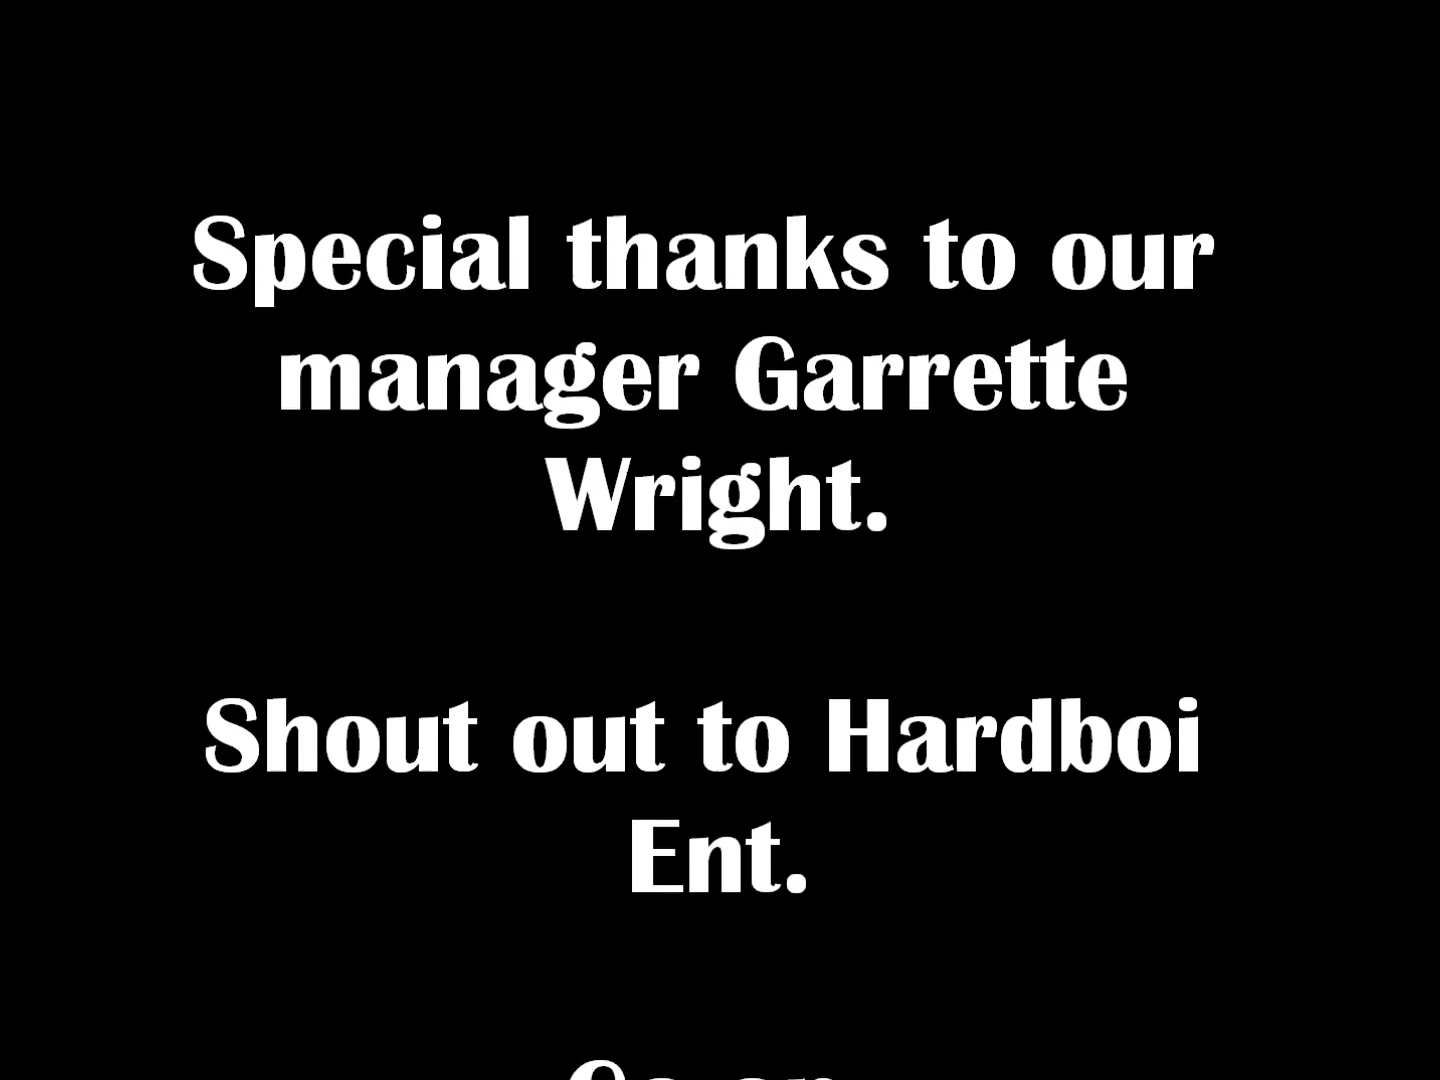 Special thanks to our
manager Garrette
Wright.
Shout out to Hardboi
Ent.